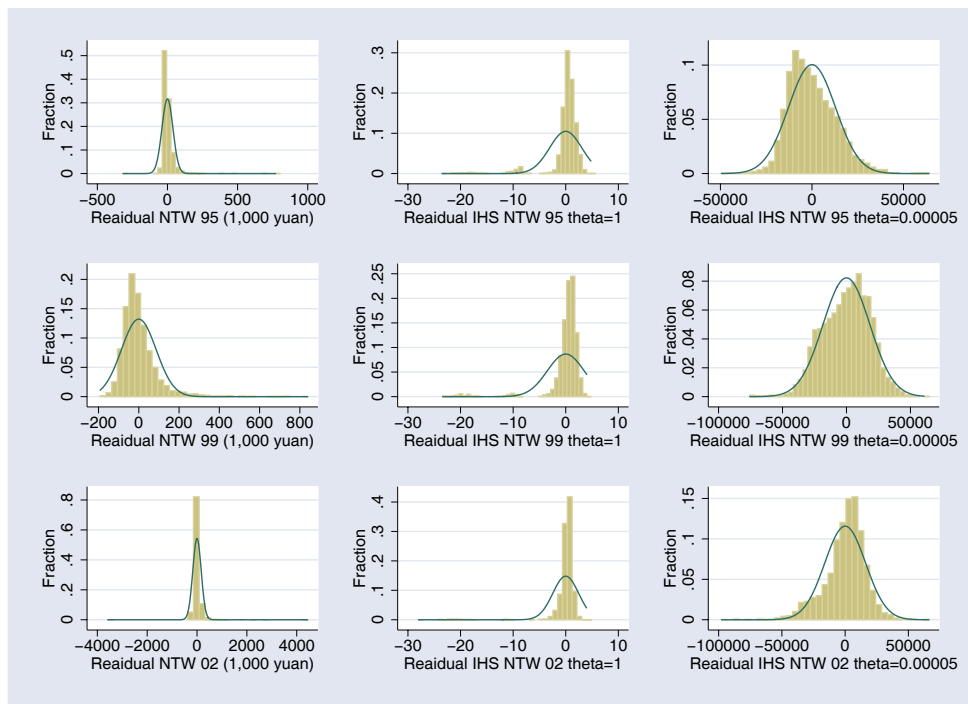 .5
.4
.3
.2
.1
0
Fraction
−500 0 500 1000
Reaidual NTW 95 (1,000 yuan)
.3
.2
.1
0
Fraction
−30 −20 −10 0 10
Reaidual IHS NTW 95 theta=1
.1
.05
0
Fraction
−50000 0 50000
Reaidual IHS NTW 95 theta=0.00005
.2
.15
.1
.05
0
Fraction
−200 0 200 400 600 800
Reaidual NTW 99 (1,000 yuan)
.25
.2
.15
.1
.05
0
Fraction
−30 −20 −10 0 10
Reaidual IHS NTW 99 theta=1
.08
.06
.04
.02
0
Fraction
−100000 −50000 0 50000
Reaidual IHS NTW 99 theta=0.00005
.8
.6
.4
.2
0
Fraction
−4000 −2000 0 2000 4000
Reaidual NTW 02 (1,000 yuan)
.4
.3
.2
.1
0
Fraction
−30 −20 −10 0 10
Reaidual IHS NTW 02 theta=1
.15
.1
.05
0
Fraction
−100000 −50000 0 50000
Reaidual IHS NTW 02 theta=0.00005